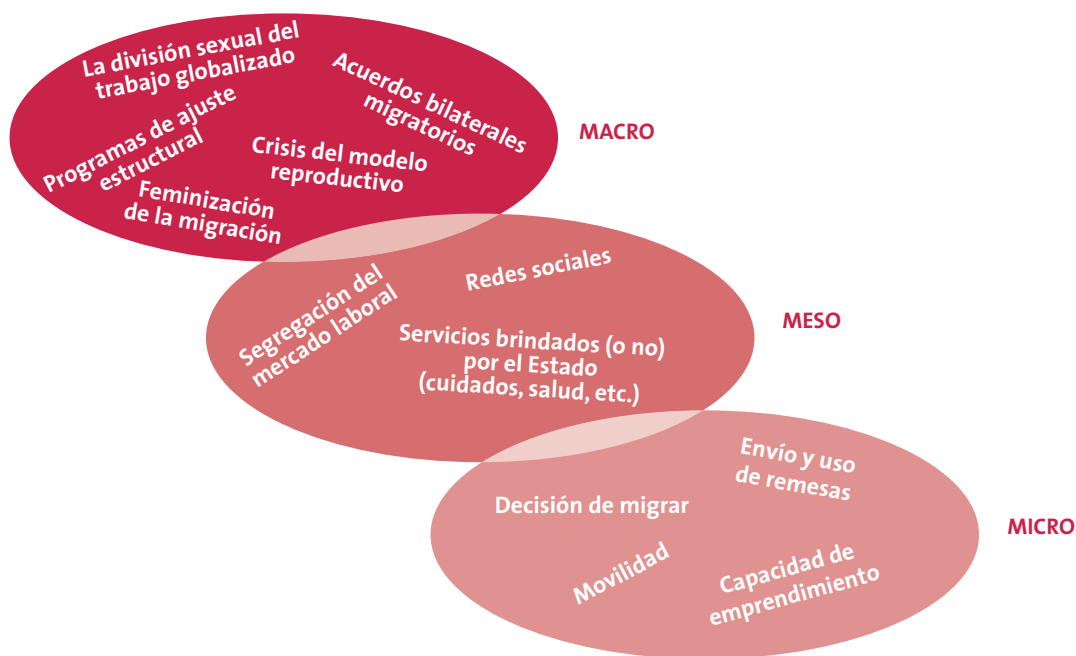 La división sexual del
trabajo globalizado
Acuerdos bilaterales
migratorios
MACRO
Programas de ajuste
estructural
Crisis del modelo
reproductivo
Feminización
de la migración
Redes sociales
Segregación del
mercado laboral
MESO
Servicios brindados (o no)
por el Estado
(cuidados, salud, etc.)
Envío y uso
de remesas
Decisión de migrar
MICRO
Movilidad
Capacidad de
emprendimiento